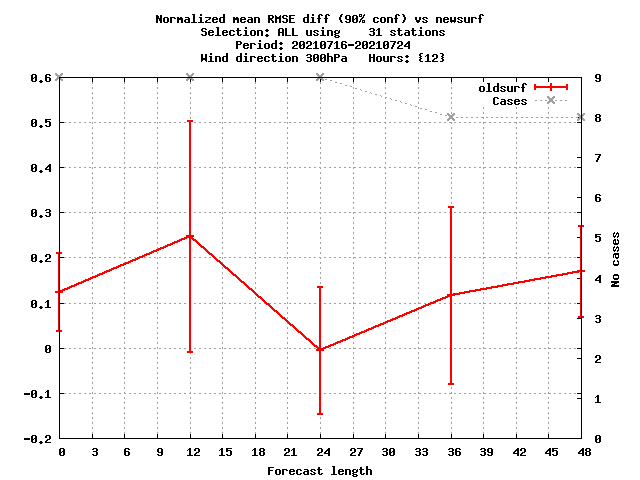 Normalized mean RMSE diff (90% conf) vs newsurf
Selection: ALL using    31 stations
Period: 20210716-20210724
Wind direction 300hPa   Hours: {12}
oldsurf
Cases
0.6
0.5
0.4
0.3
0.2
0.1
0
-0.1
-0.2
9
8
7
6
5
4
3
2
1
0
No cases
0 3 6 9 12 15 18 21 24 27 30 33 36 39 42 45 48
Forecast length